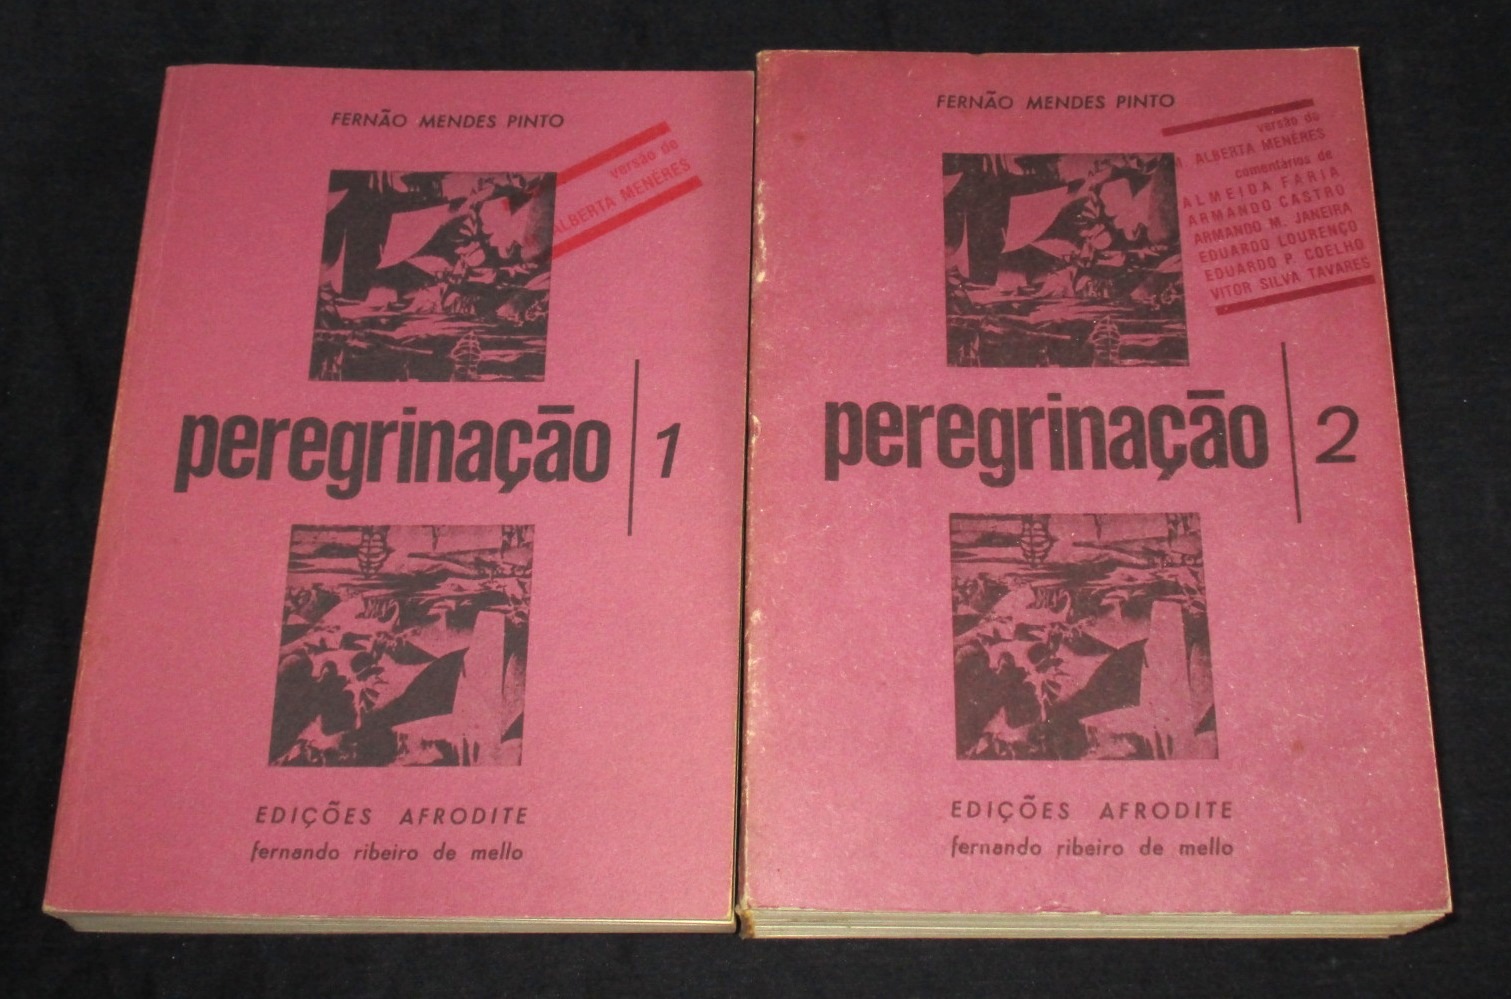 FERNÃO MENDES PINTO
versão de
ALBERTA MENÉRES
peregrinação 1
EDIÇÕES AFRODITE
fernando ribeiro de mello
FERNÃO MENDES PINTO
versão de
M. ALBERTA MENÉRES
comentários de
ALMEIDA FARIA
ARMANDO CASTRO
ARMANDO M. JANEIRA
EDUARDO LOURENÇO
EDUARDO P. COELHO
VITOR SILVA TAVARES
peregrinação 2
EDIÇÕES AFRODITE
fernando ribeiro de mello